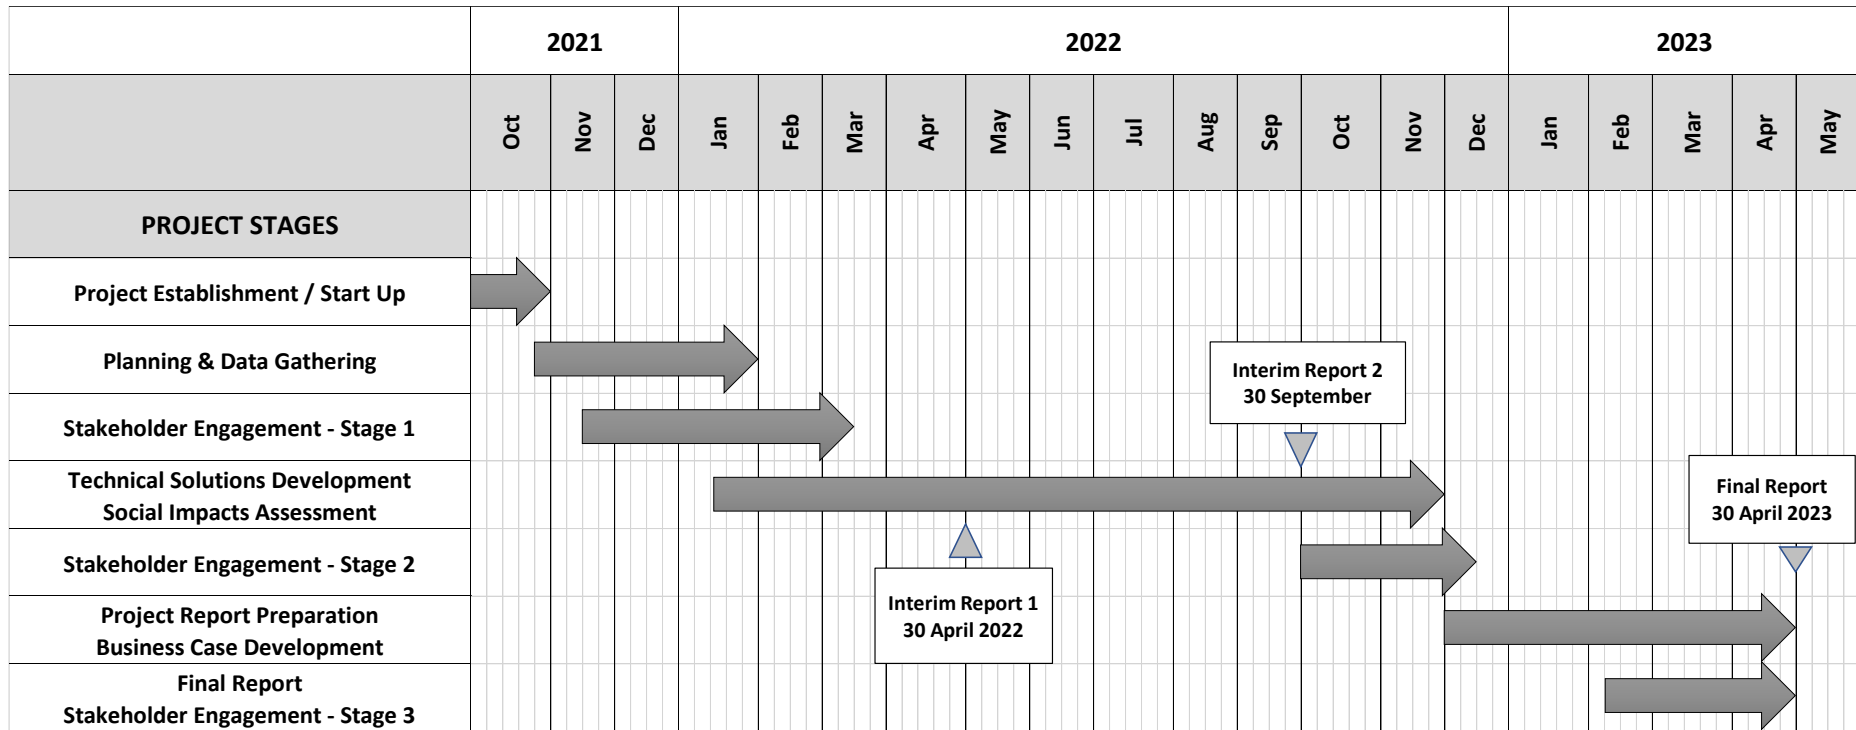 2021 2022 2023
Oct Nov Dec Jan Feb Mar Apr May Jun Jul Aug Sep Oct Nov Dec Jan Feb Mar Apr May
PROJECT STAGES
Project Establishment / Start Up
Planning & Data Gathering
Interim Report 2
30 September
Stakeholder Engagement - Stage 1
Technical Solutions Development
Social Impacts Assessment
Final Report
30 April 2023
Stakeholder Engagement - Stage 2
Interim Report 1
30 April 2022
Project Report Preparation
Business Case Development
Final Report
Stakeholder Engagement - Stage 3